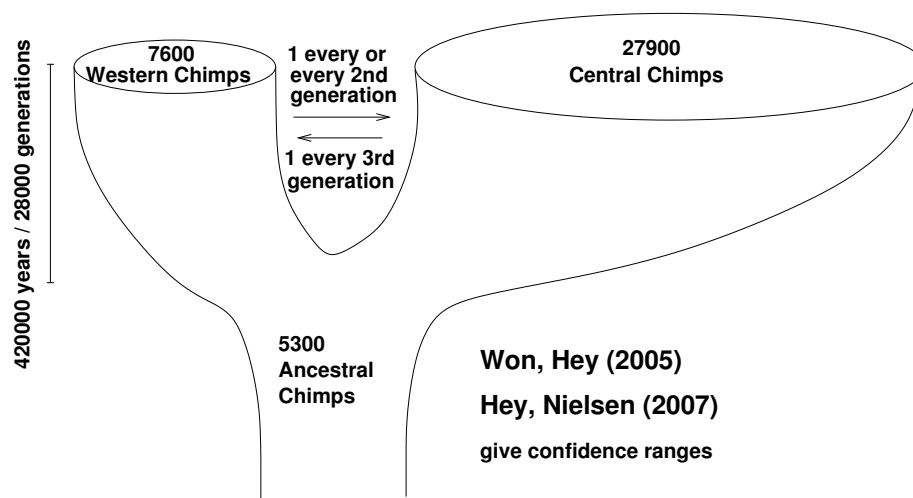 7600
Western Chimps
1 every or
every 2nd
generation
1 every 3rd
generation
27900
Central Chimps
420000 years / 28000 generations
5300
Ancestral
Chimps
Won, Hey (2005)
Hey, Nielsen (2007)
give confidence ranges